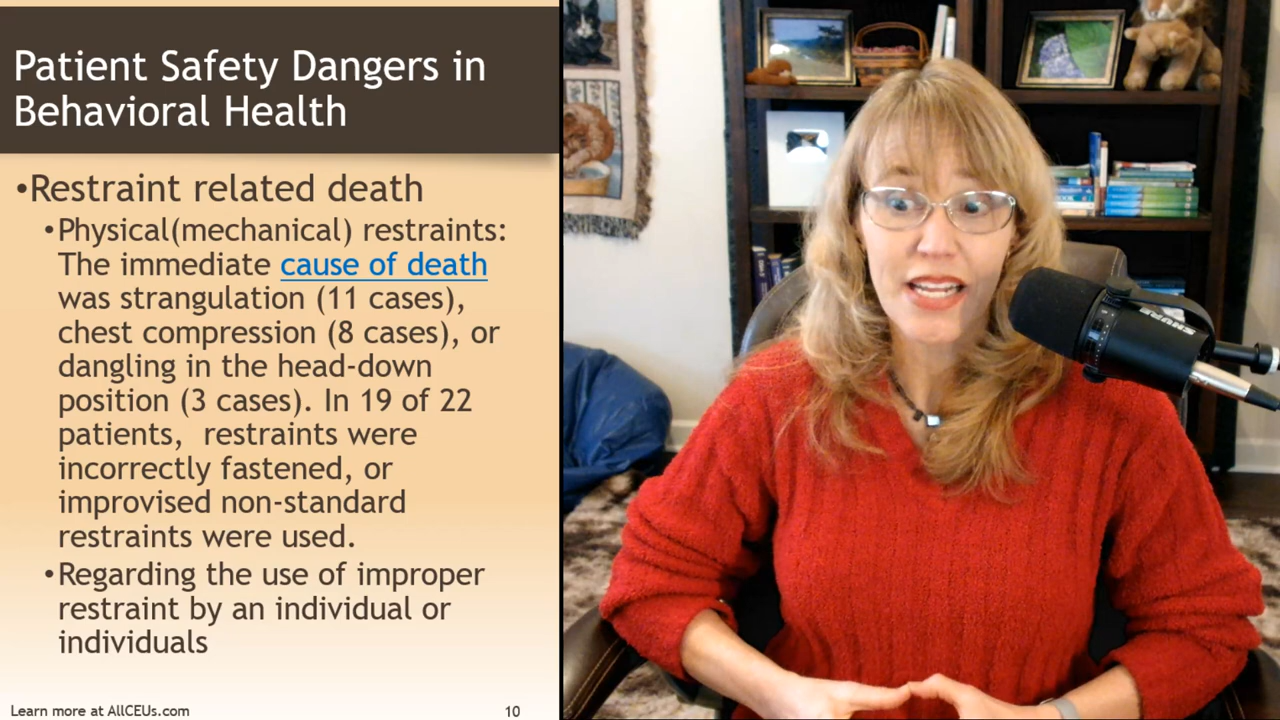 Patient Safety Dangers in
Behavioral Health
•Restraint related death
•Physical(mechanical) restraints:
The immediate cause of death
was strangulation (11 cases),
chest compression (8 cases), or
dangling in the head-down
position (3 cases). In 19 of 22
patients,  restraints were
incorrectly fastened, or
improvised non-standard
restraints were used.
•Regarding the use of improper
restraint by an individual or
individuals
Learn more at AllCEUs.com
10
SHURE